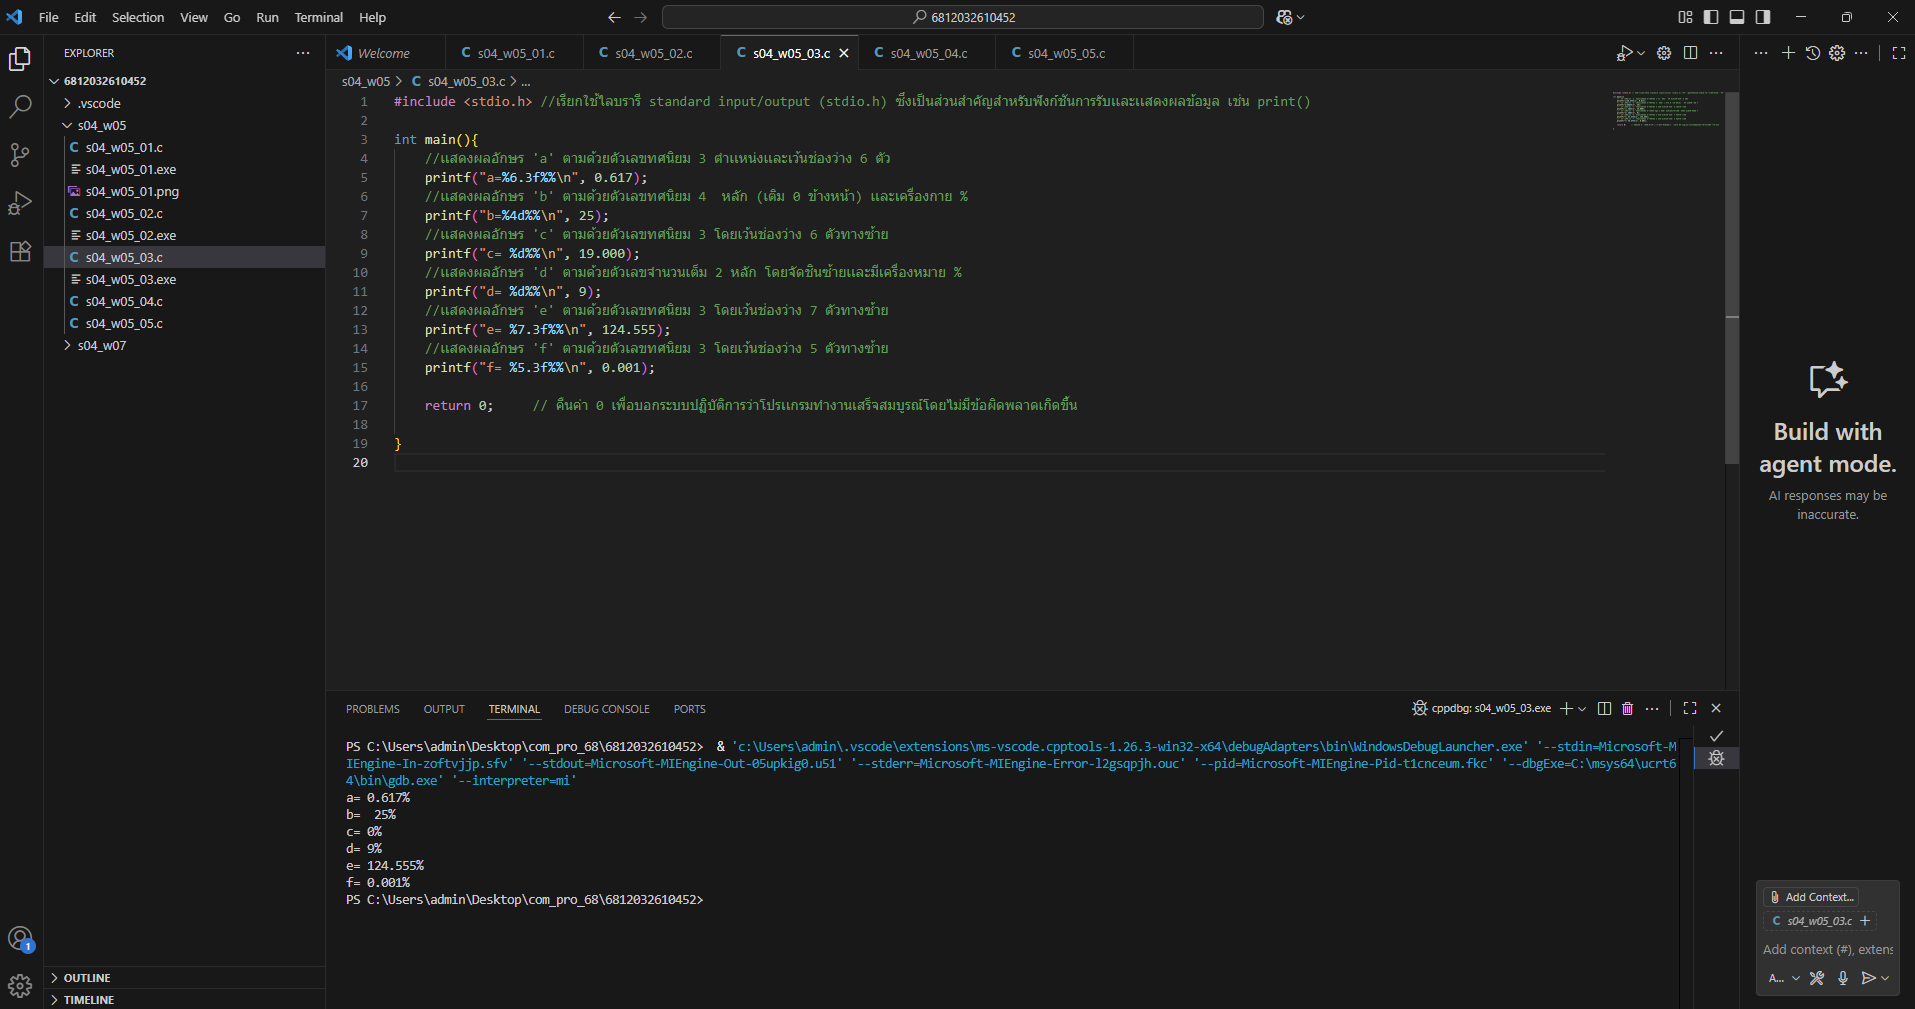 File Edit Selection View Go Run Terminal Help
6812032610452
EXPLORER
6812032610452
.vscode
s04_w05
s04_w05_01.c
s04_w05_01.exe
s04_w05_01.png
s04_w05_02.c
s04_w05_02.exe
s04_w05_03.c
s04_w05_03.exe
s04_w05_04.c
s04_w05_05.c
s04_w07
OUTLINE
TIMELINE
Welcome s04_w05_01.c s04_w05_02.c s04_w05_03.c s04_w05_04.c s04_w05_05.c
s04_w05 > C s04_w05_03.c > ...
1 #include <stdio.h> //เรียกใช้ไลบรารี standard input/output (stdio.h) ซึ่งเป็นส่วนสำคัญสำหรับฟังก์ชันการรับและแสดงผลข้อมูล เช่น print()
2
3 int main(){
4 //แสดงผลอักษร 'a' ตามด้วยตัวเลขทศนิยม 3 ตำแหน่งและเว้นช่องว่าง 6 ตัว
5 printf("a=%6.3f%%\n", 0.617);
6 //แสดงผลอักษร 'b' ตามด้วยตัวเลขทศนิยม 4 หลัก (เติม 0 ข้างหน้า) และเครื่องกาย %
7 printf("b=%4d%%\n", 25);
8 //แสดงผลอักษร 'c' ตามด้วยตัวเลขทศนิยม 3 โดยเว้นช่องว่าง 6 ตัวทางซ้าย
9 printf("c= %d%%\n", 19.000);
10 //แสดงผลอักษร 'd' ตามด้วยตัวเลขจำนวนเต็ม 2 หลัก โดยจัดชินซ้ายและมีเครื่องหมาย %
11 printf("d= %d%%\n", 9);
12 //แสดงผลอักษร 'e' ตามด้วยตัวเลขทศนิยม 3 โดยเว้นช่องว่าง 7 ตัวทางซ้าย
13 printf("e= %7.3f%%\n", 124.555);
14 //แสดงผลอักษร 'f' ตามด้วยตัวเลขทศนิยม 3 โดยเว้นช่องว่าง 5 ตัวทางซ้าย
15 printf("f= %5.3f%%\n", 0.001);
16
17 return 0; // คืนค่า 0 เพื่อบอกระบบปฏิบัติการว่าโปรแกรมทำงานเสร็จสมบูรณ์โดยไม่มีข้อผิดพลาดเกิดขึ้น
18
19 }
20
PROBLEMS OUTPUT TERMINAL DEBUG CONSOLE PORTS
cppdbg: s04_w05_03.exe
PS C:\Users\admin\Desktop\com_pro_68\6812032610452> & 'c:\Users\admin\.vscode\extensions\ms-vscode.cpptools-1.26.3-win32-x64\debugAdapters\bin\WindowsDebugLauncher.exe' '--stdin=Microsoft-M
IEngine-In-zoftvjjp.sfv' '--stdout=Microsoft-MIEngine-Out-05upkig0.u51' '--stderr=Microsoft-MIEngine-Error-l2gsqpjh.ouc' '--pid=Microsoft-MIEngine-Pid-t1cnceum.fkc' '--dbgExe=C:\msys64\ucrt6
4\bin\gdb.exe' '--interpreter=mi'
a= 0.617%
b=  25%
c= 0%
d= 9%
e= 124.555%
f= 0.001%
PS C:\Users\admin\Desktop\com_pro_68\6812032610452>
Build with
agent mode.
AI responses may be
inaccurate.
Add Context...
C s04_w05_03.c +
Add context (#), extens
A...
1